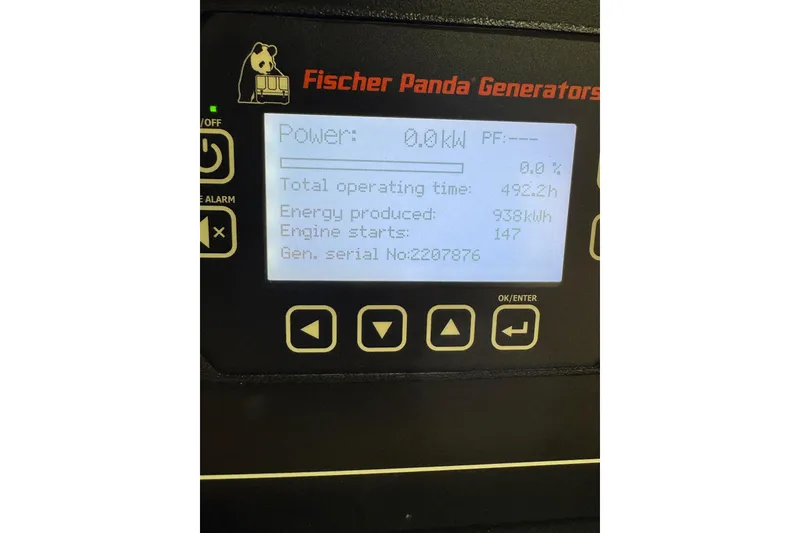 Fischer Panda® Generators
/OFF
Power: 0.0kW PF:---
0.0 %
Total operating time: 492.2h
E ALARM
Energy produced: 938kWh
Engine starts: 147
Gen. serial No:2207876
OK/ENTER